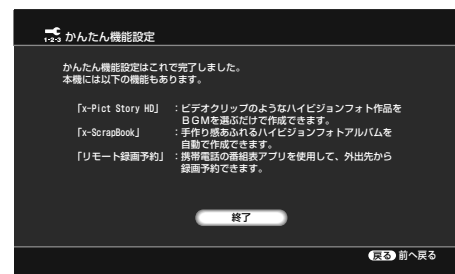 1-2-3 かんたん機能設定
かんたん機能設定はこれで完了しました。
本機には以下の機能もあります。
「x-Pict Story HD」 ：ビデオクリップのようなハイビジョンフォト作品を
ＢＧＭを選ぶだけで作成できます。
「x-ScrapBook」 ：手作り感あふれるハイビジョンフォトアルバムを
自動で作成できます。
「リモート録画予約」 ：携帯電話の番組表アプリを使用して、外出先から
録画予約できます。
終了
戻る 前へ戻る